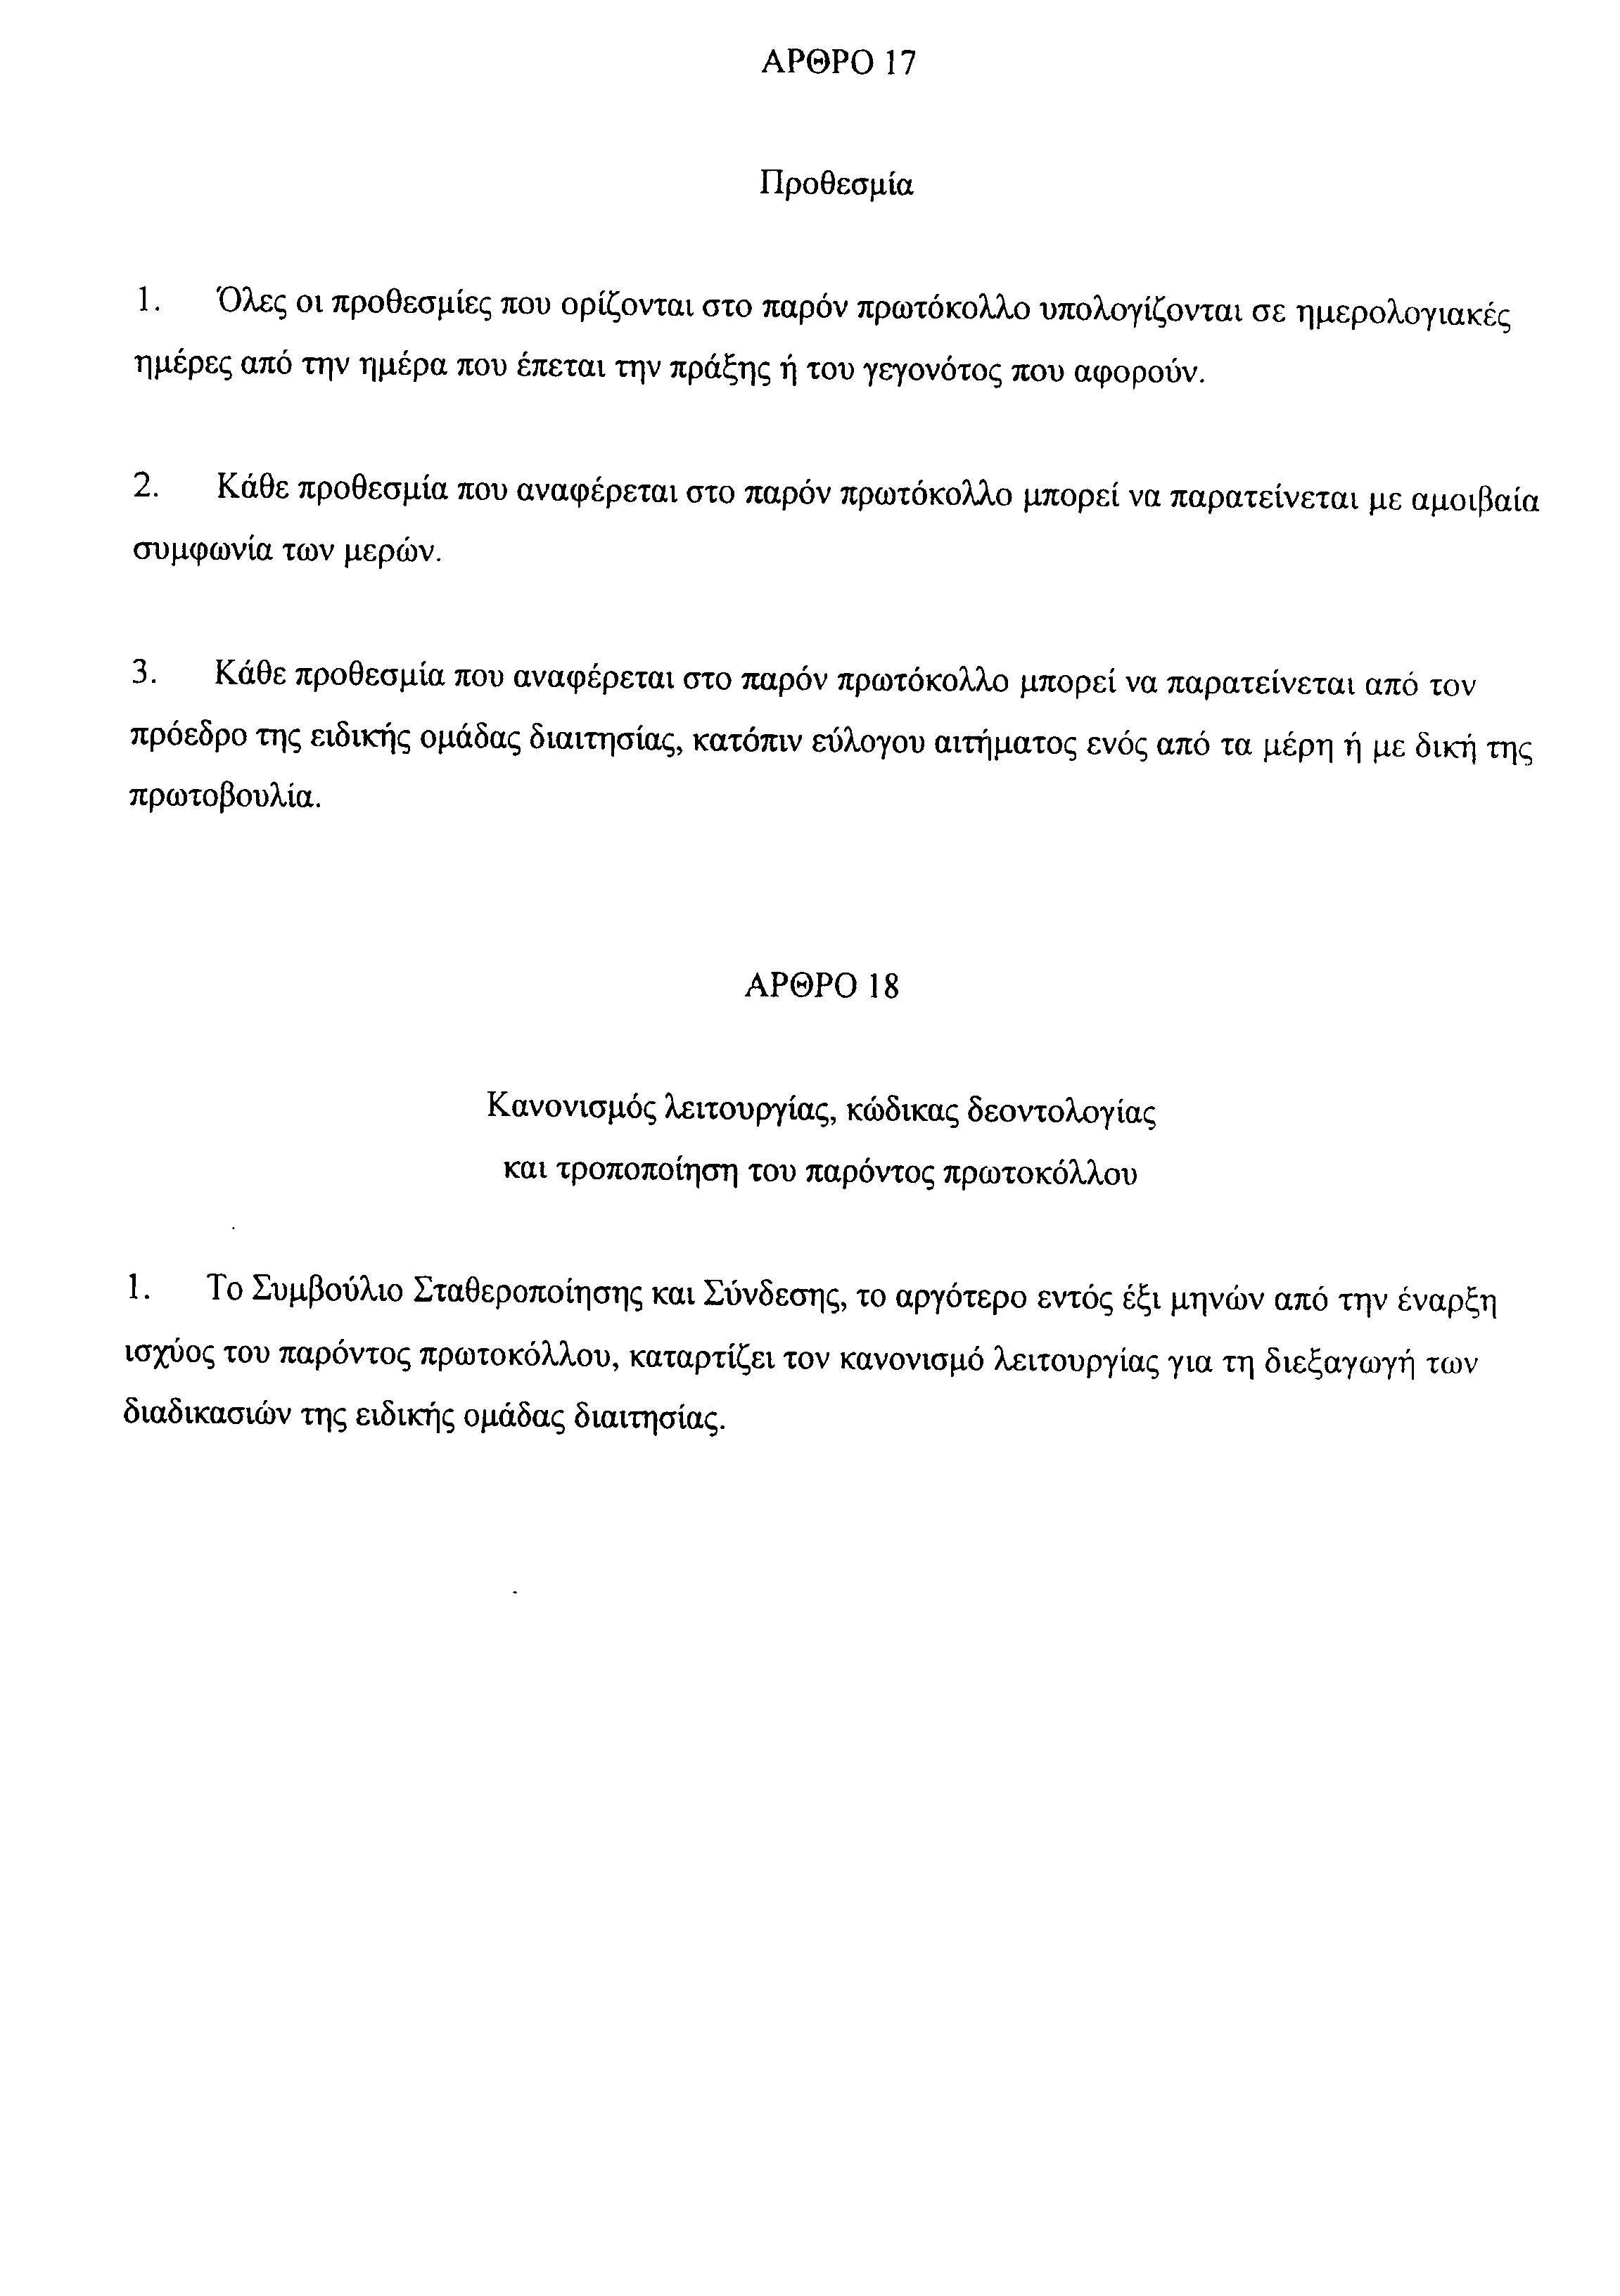 ΑΡΘΡΟ 17
Προθεσμία
1. Όλες οι προθεσμίες που ορίζονται στο παρόν πρωτόκολλο υπολογίζονται σε ημερολογιακές
ημέρες από την ημέρα που έπεται την πράξης ή του γεγονότος που αφορούν.
2. Κάθε προθεσμία που αναφέρεται στο παρόν πρωτόκολλο μπορεί να παρατείνεται με αμοιβαία
συμφωνία των μερών.
3. Κάθε προθεσμία που αναφέρεται στο παρόν πρωτόκολλο μπορεί να παρατείνεται από τον
πρόεδρο της ειδικής ομάδας διαιτησίας, κατόπιν εύλογου αιτήματος ενός από τα μέρη ή με δική της
πρωτοβουλία.
ΑΡΘΡΟ 18
Κανονισμός λειτουργίας, κώδικας δεοντολογίας
και τροποποίηση του παρόντος πρωτοκόλλου
1. Το Συμβούλιο Σταθεροποίησης και Σύνδεσης, το αργότερο εντός έξι μηνών από την έναρξη
ισχύος του παρόντος πρωτοκόλλου, καταρτίζει τον κανονισμό λειτουργίας για τη διεξαγωγή των
διαδικασιών της ειδικής ομάδας διαιτησίας.